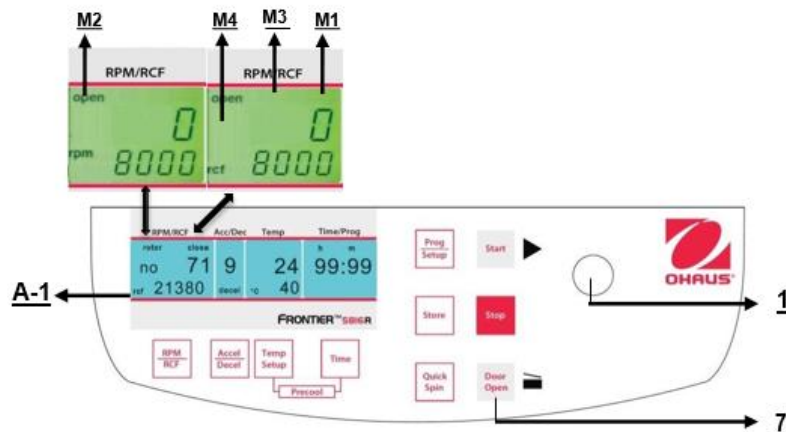 M2 M4 M3 M1
RPM/RCF RPM/RCF
open open
0 0
rpm 8000 rcf 8000
RPM/RCF Acc/Dec Temp Time/Prog
rotor close h m
no 71 9 24 99:99
rcf 21380 decel °C 40
A-1
FRONTIER™ 5816R
RPM
RCF
Accel
Decel
Temp
Setup
Time
Precool
Prog
Setup
Start
Store
Stop
Quick
Spin
Door
Open
OHAUS®
1
7